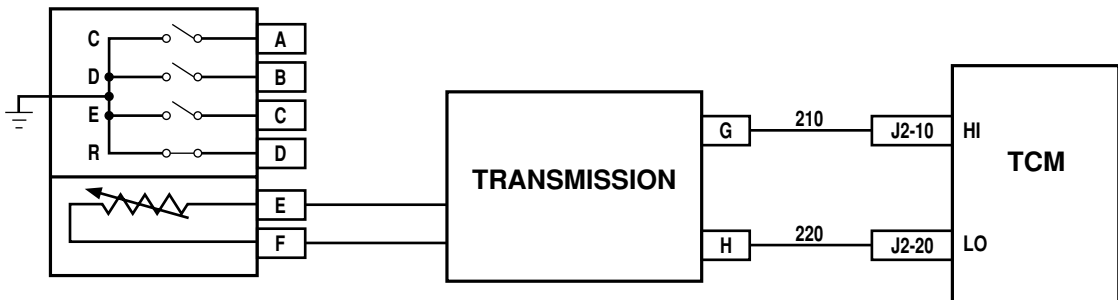 C A
D B
E C
R D
E
F
TRANSMISSION
G 210 J2-10 HI
H 220 J2-20 LO
TCM